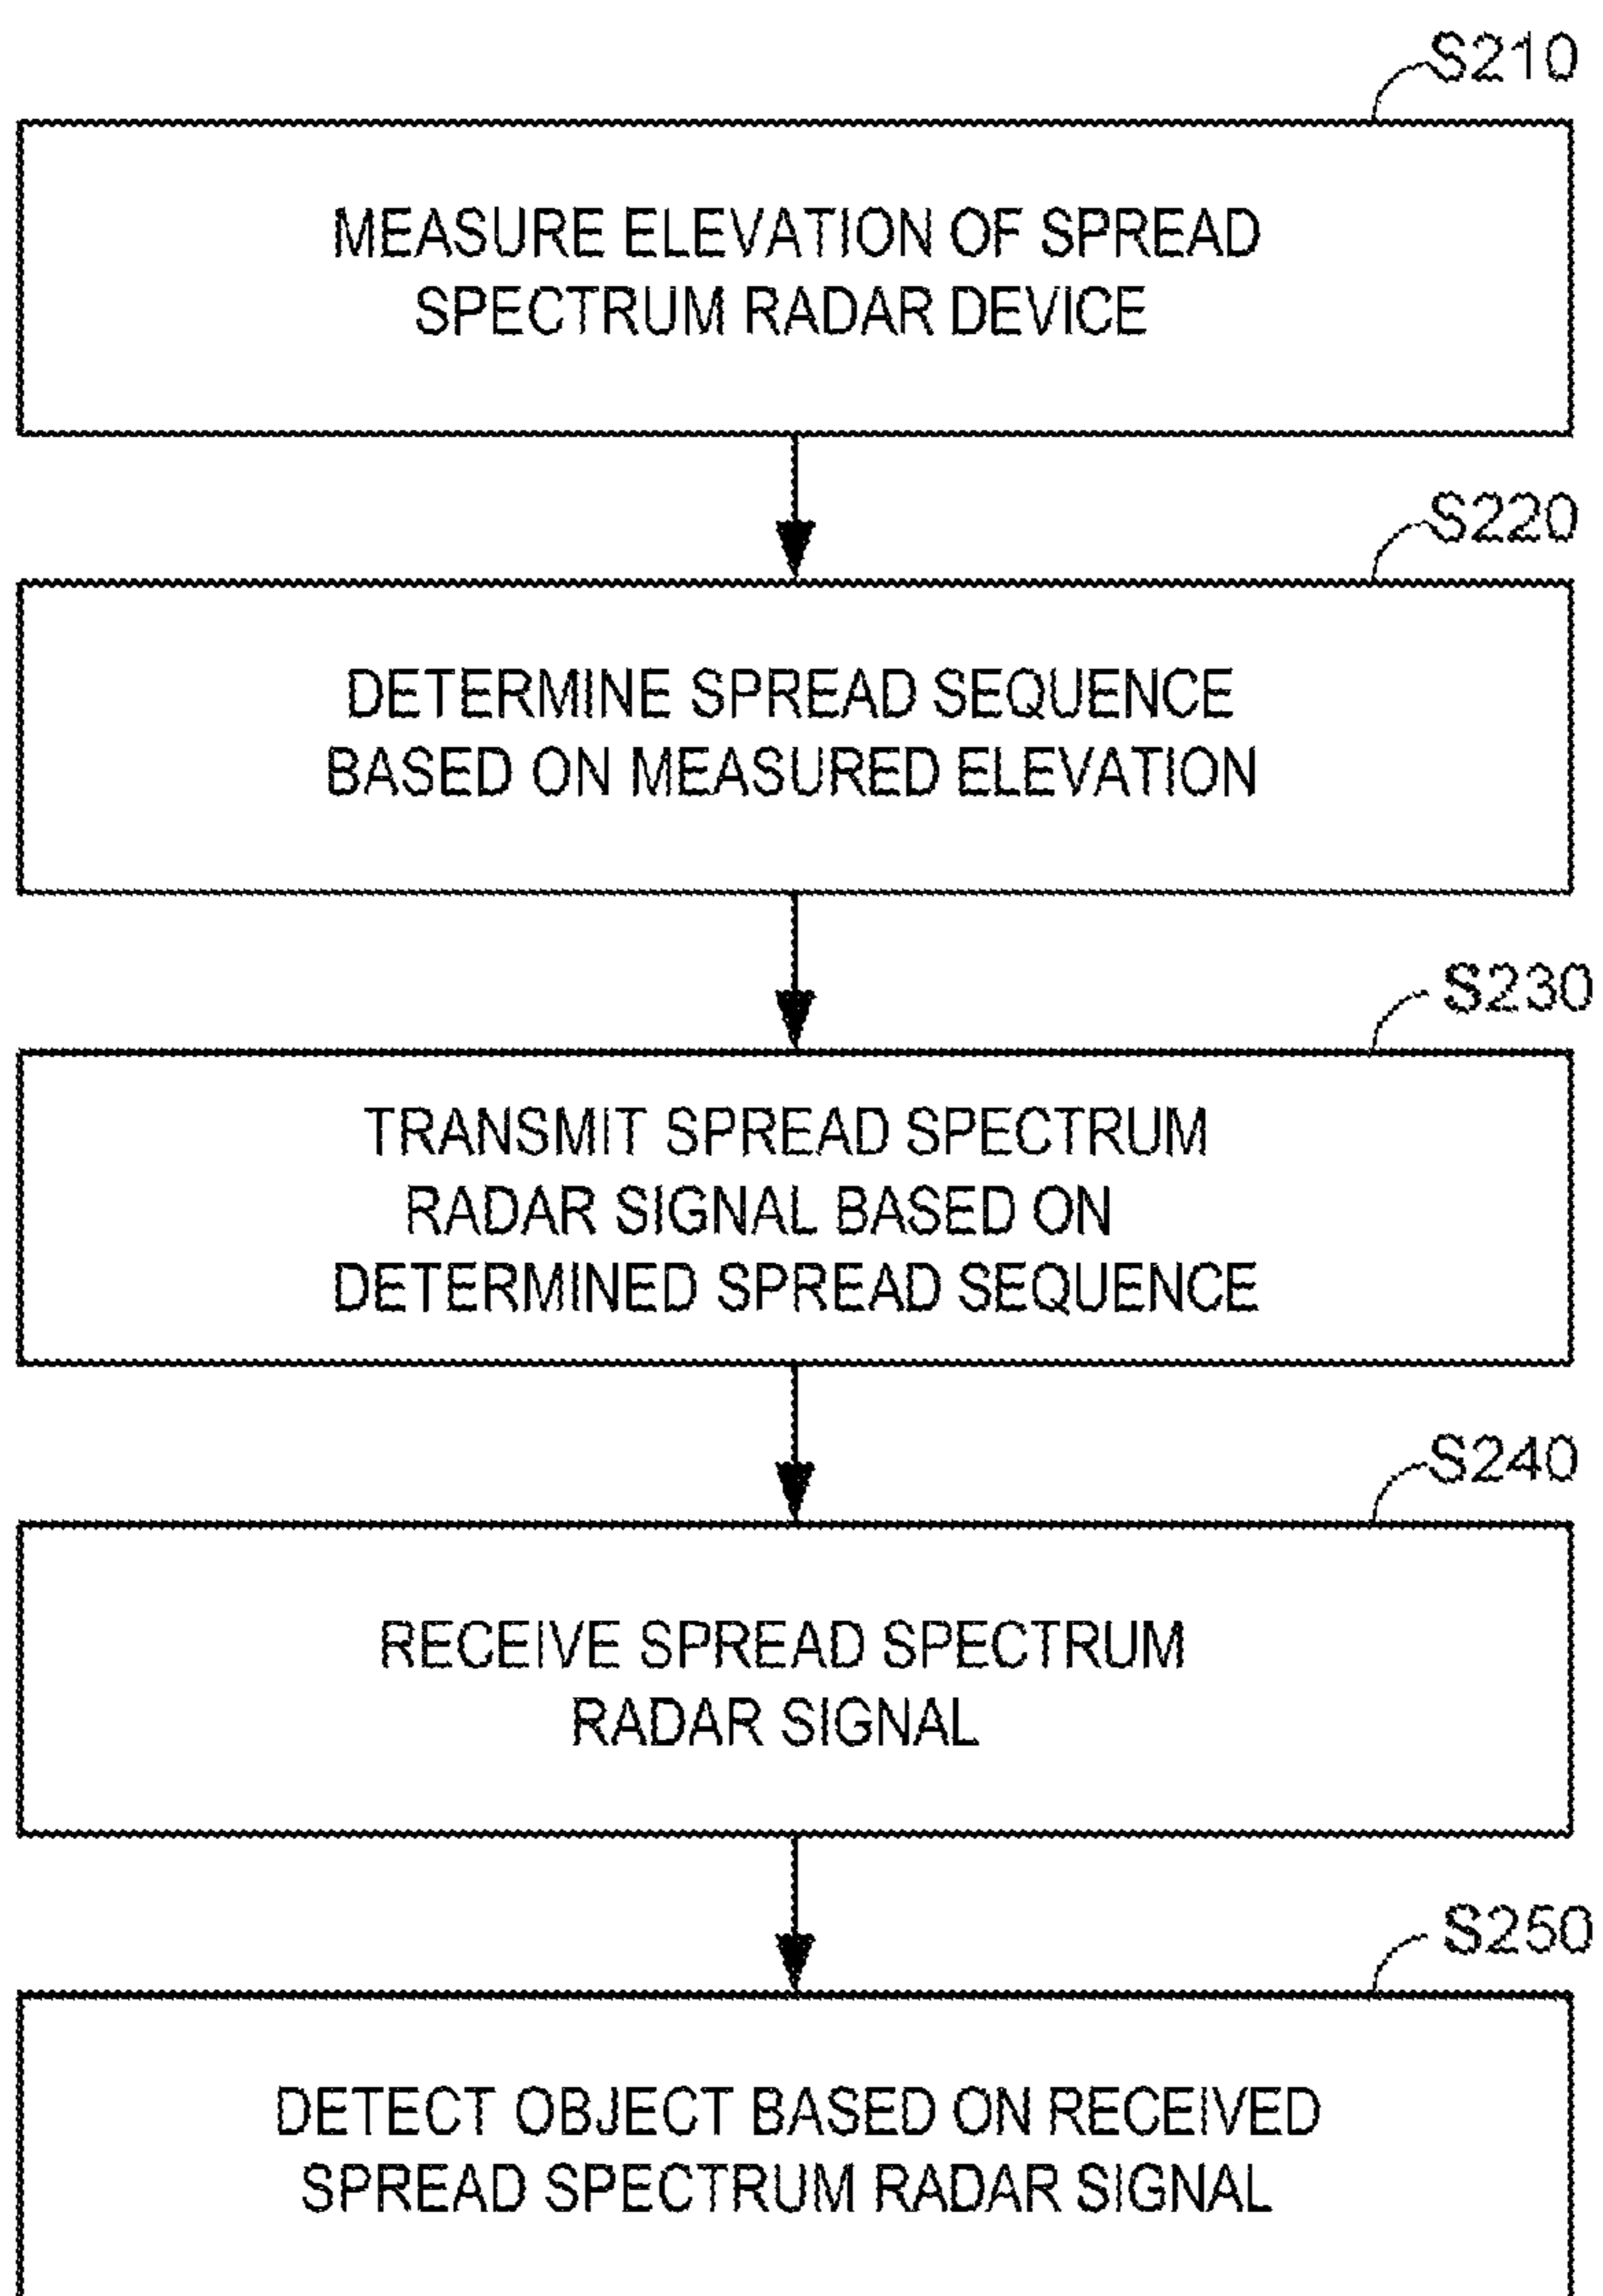 S210
MEASURE ELEVATION OF SPREAD
SPECTRUM RADAR DEVICE
S220
DETERMINE SPREAD SEQUENCE
BASED ON MEASURED ELEVATION
S230
TRANSMIT SPREAD SPECTRUM
RADAR SIGNAL BASED ON
DETERMINED SPREAD SEQUENCE
S240
RECEIVE SPREAD SPECTRUM
RADAR SIGNAL
S250
DETECT OBJECT BASED ON RECEIVED
SPREAD SPECTRUM RADAR SIGNAL